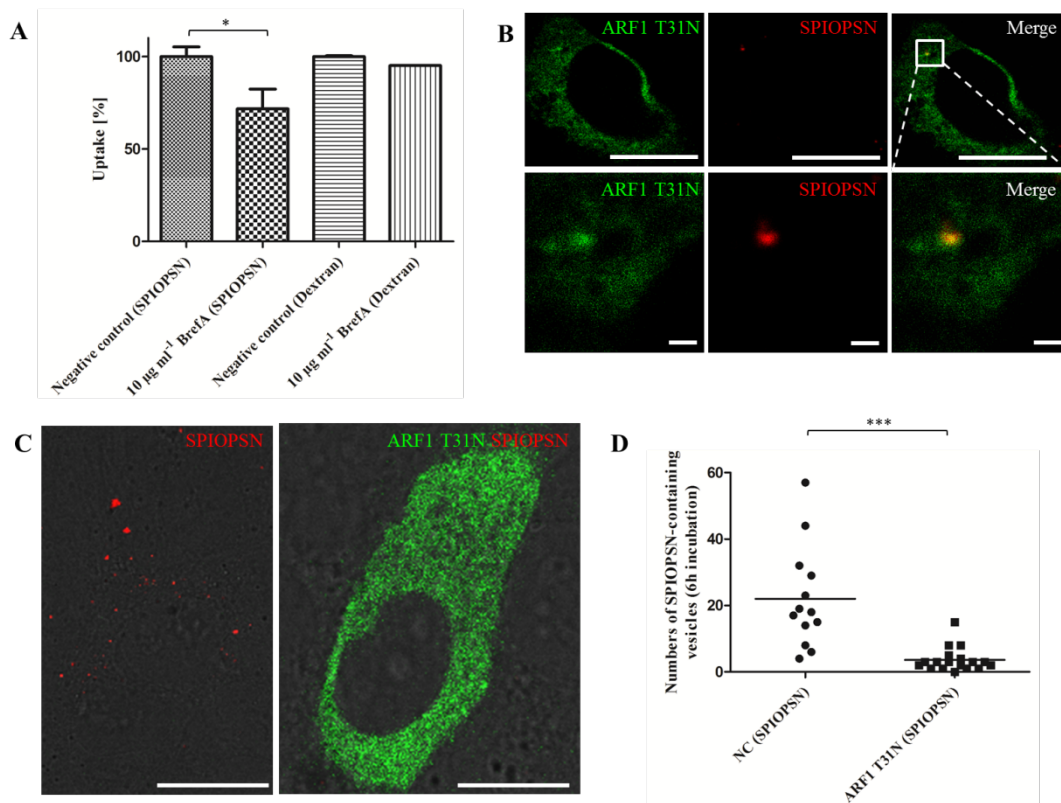 A
*
Uptake [%]
100
50
0
Negative control (SPIOPSN)
10 µg ml⁻¹ BrefA (SPIOPSN)
Negative control (Dextran)
10 µg ml⁻¹ BrefA (Dextran)
B
ARF1 T31N
SPIOPSN
Merge
ARF1 T31N
SPIOPSN
Merge
C
SPIOPSN
ARF1 T31N SPIOPSN
D
***
Numbers of SPIOPSN-containing
vesicles (6h incubation)
60
40
20
0
NC (SPIOPSN)
ARF1 T31N (SPIOPSN)